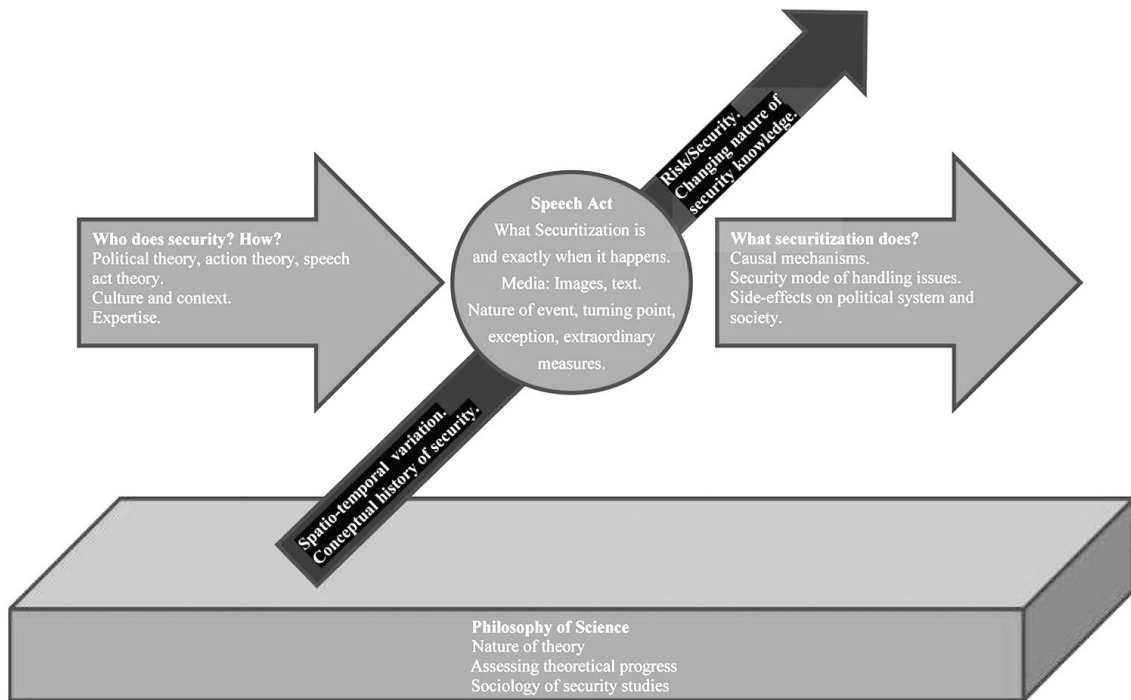 Risk/Security.
Changing nature of
security knowledge.
Who does security? How?
Political theory, action theory, speech
act theory.
Culture and context.
Expertise.
Speech Act
What Securitization is
and exactly when it happens.
Media: Images, text.
Nature of event, turning point,
exception, extraordinary
measures.
What securitization does?
Causal mechanisms.
Security mode of handling issues.
Side-effects on political system and
society.
Spatio-temporal variation.
Conceptual history of security.
Philosophy of Science
Nature of theory
Assessing theoretical progress
Sociology of security studies